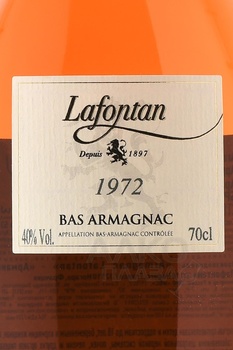 Lafontan
Depuis 1897
1972
BAS ARMAGNAC
40% Vol. APPELLATION BAS-ARMAGNAC CONTRÔLÉE 70cl